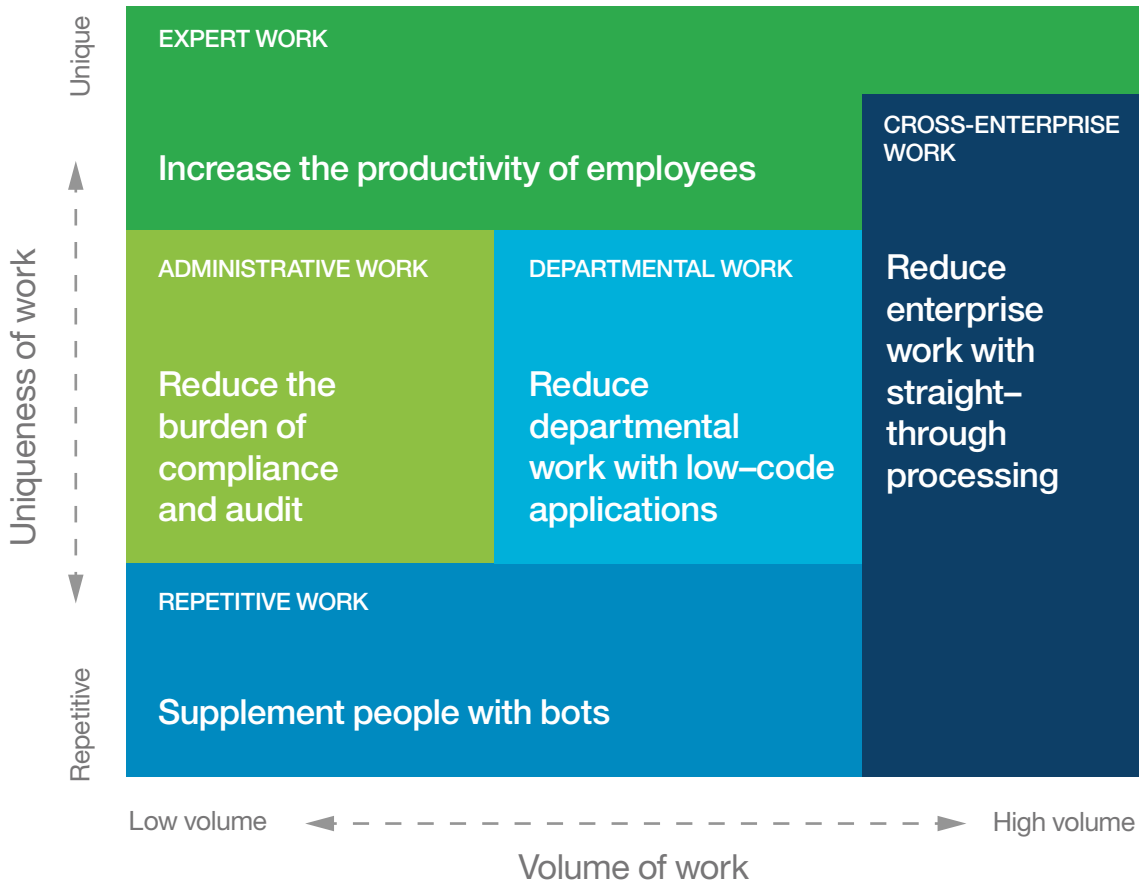 Unique
EXPERT WORK
Increase the productivity of employees
CROSS-ENTERPRISE
WORK
Reduce
enterprise
work with
straight–
through
processing
ADMINISTRATIVE WORK
Reduce the
burden of
compliance
and audit
DEPARTMENTAL WORK
Reduce
departmental
work with low–code
applications
Uniqueness of work
REPETITIVE WORK
Supplement people with bots
Repetitive
Low volume
High volume
Volume of work